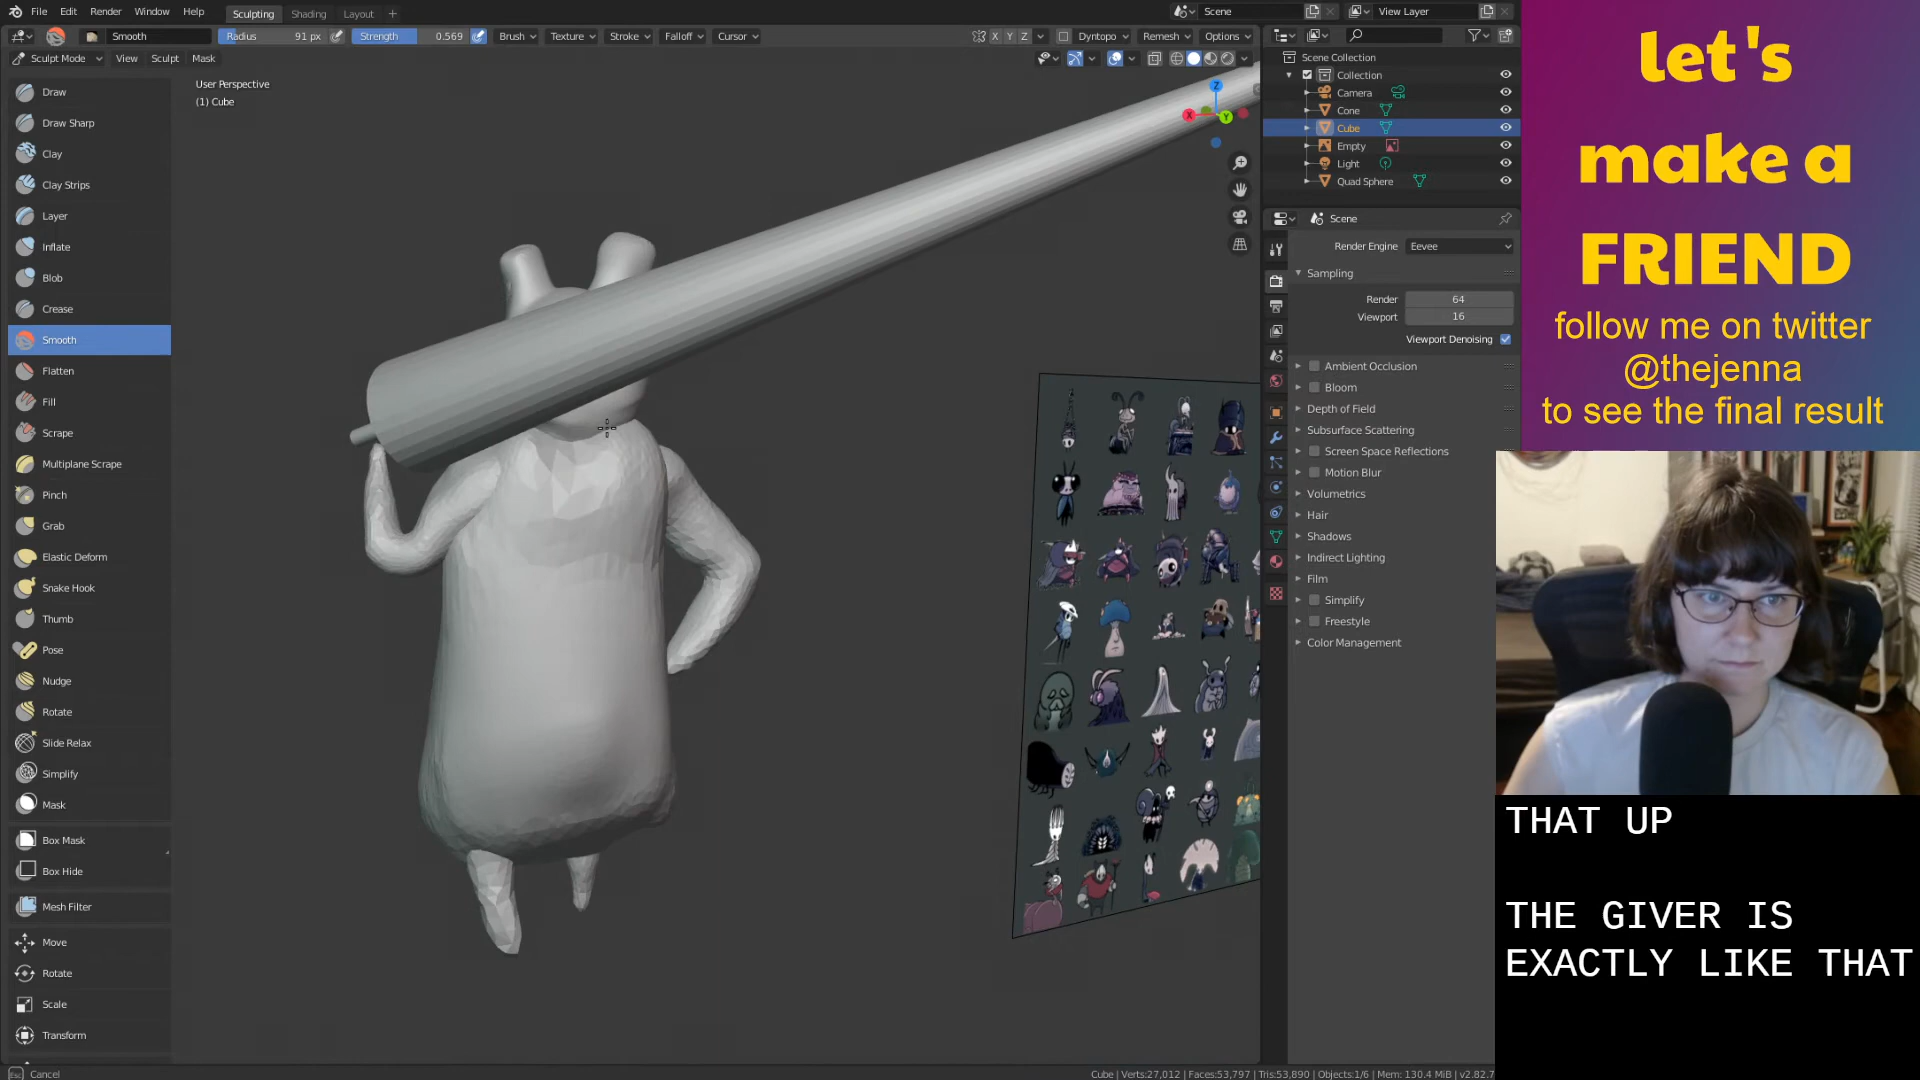 File Edit Render Window Help Sculpting Shading Layout + Scene View Layer
Smooth Radius 91 px Strength 0.569 Brush Texture Stroke Falloff Cursor X Y Z Dyntopo Remesh Options
Sculpt Mode View Sculpt Mask
User Perspective
(1) Cube
Draw
Draw Sharp
Clay
Clay Strips
Layer
Inflate
Blob
Crease
Smooth
Flatten
Fill
Scrape
Multiplane Scrape
Pinch
Grab
Elastic Deform
Snake Hook
Thumb
Pose
Nudge
Rotate
Slide Relax
Simplify
Mask
Box Mask
Box Hide
Mesh Filter
Move
Rotate
Scale
Transform
Esc Cancel
Z
X
Y
Scene Collection
Collection
Camera
Cone
Cube
Empty
Light
Quad Sphere
Scene
Render Engine Eevee
Sampling
Render 64
Viewport 16
Viewport Denoising
Ambient Occlusion
Bloom
Depth of Field
Subsurface Scattering
Screen Space Reflections
Motion Blur
Volumetrics
Hair
Shadows
Indirect Lighting
Film
Simplify
Freestyle
Color Management
Cube | Verts:27,012 | Faces:53,797 | Tris:53,890 | Objects:1/6 | Mem: 130.4 MiB | v2.82.7
let's
make a
FRIEND
follow me on twitter
@thejenna
to see the final result
THAT UP
THE GIVER IS
EXACTLY LIKE THAT